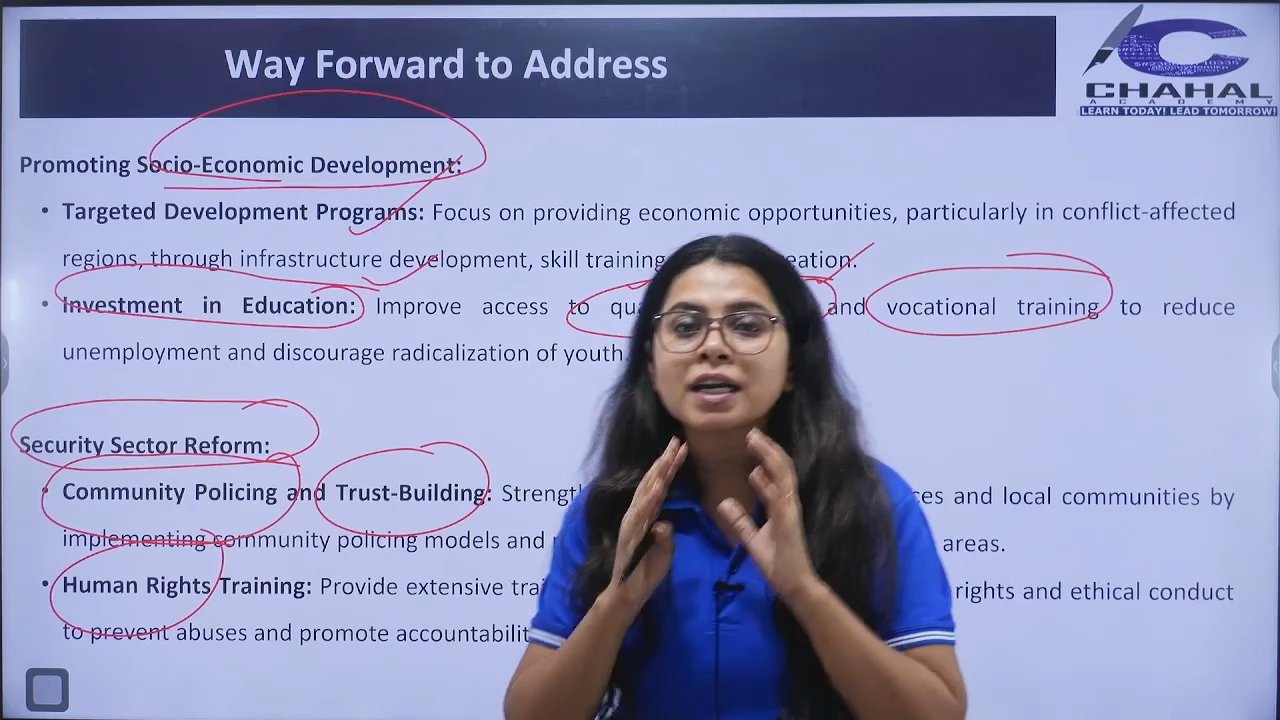 Way Forward to Address
CHAHAL
ACADEMY
LEARN TODAY! LEAD TOMORROW!
Promoting Socio-Economic Development:
• Targeted Development Programs: Focus on providing economic opportunities, particularly in conflict-affected
regions, through infrastructure development, skill training
• Investment in Education: Improve access to and vocational training to reduce
unemployment and discourage radicalization of youth.
Security Sector Reform:
• Community Policing and Trust-Building: and local communities by
implementing community policing models and areas.
• Human Rights Training: Provide extensive rights and ethical conduct
to prevent abuses and promote